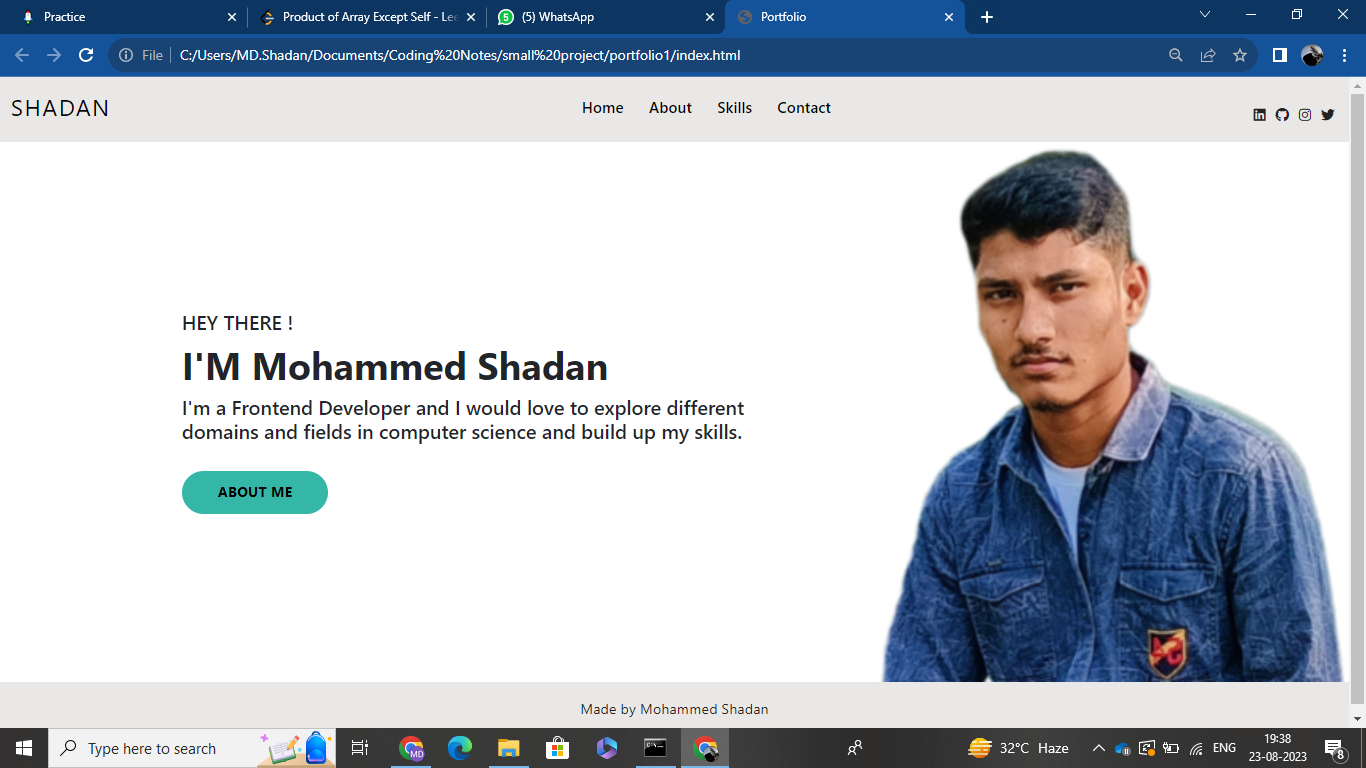 Practice
Product of Array Except Self - Lee
(5) WhatsApp
Portfolio
File
C:/Users/MD.Shadan/Documents/Coding%20Notes/small%20project/portfolio1/index.html
SHADAN
Home
About
Skills
Contact
HEY THERE !
I'M Mohammed Shadan
I'm a Frontend Developer and I would love to explore different
domains and fields in computer science and build up my skills.
ABOUT ME
Made by Mohammed Shadan
Type here to search
MD
32°C Haze
ENG
19:38
23-08-2023
8